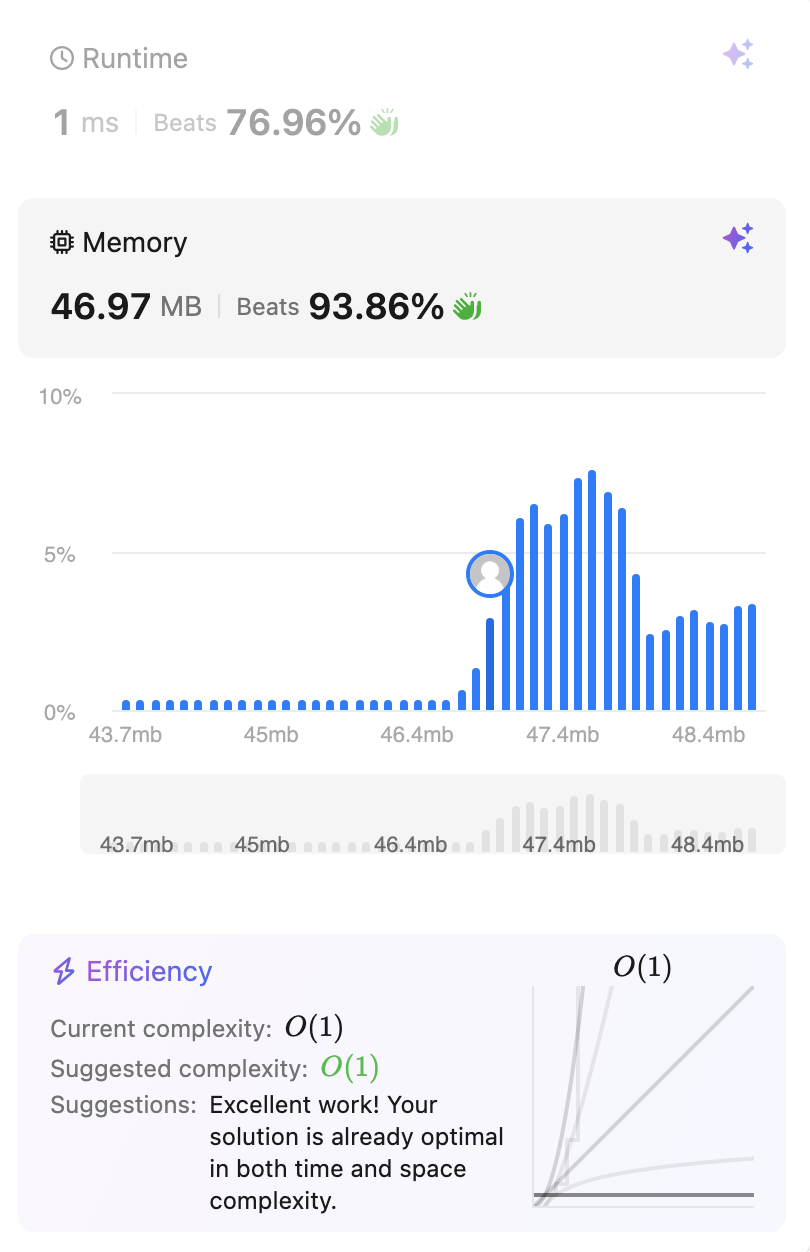 Runtime
1 ms | Beats 76.96%
Memory
46.97 MB | Beats 93.86%
10%
5%
0%
43.7mb 45mb 46.4mb 47.4mb 48.4mb
43.7mb 45mb 46.4mb 47.4mb 48.4mb
Efficiency
O(1)
Current complexity: O(1)
Suggested complexity: O(1)
Suggestions: Excellent work! Your
solution is already optimal
in both time and space
complexity.